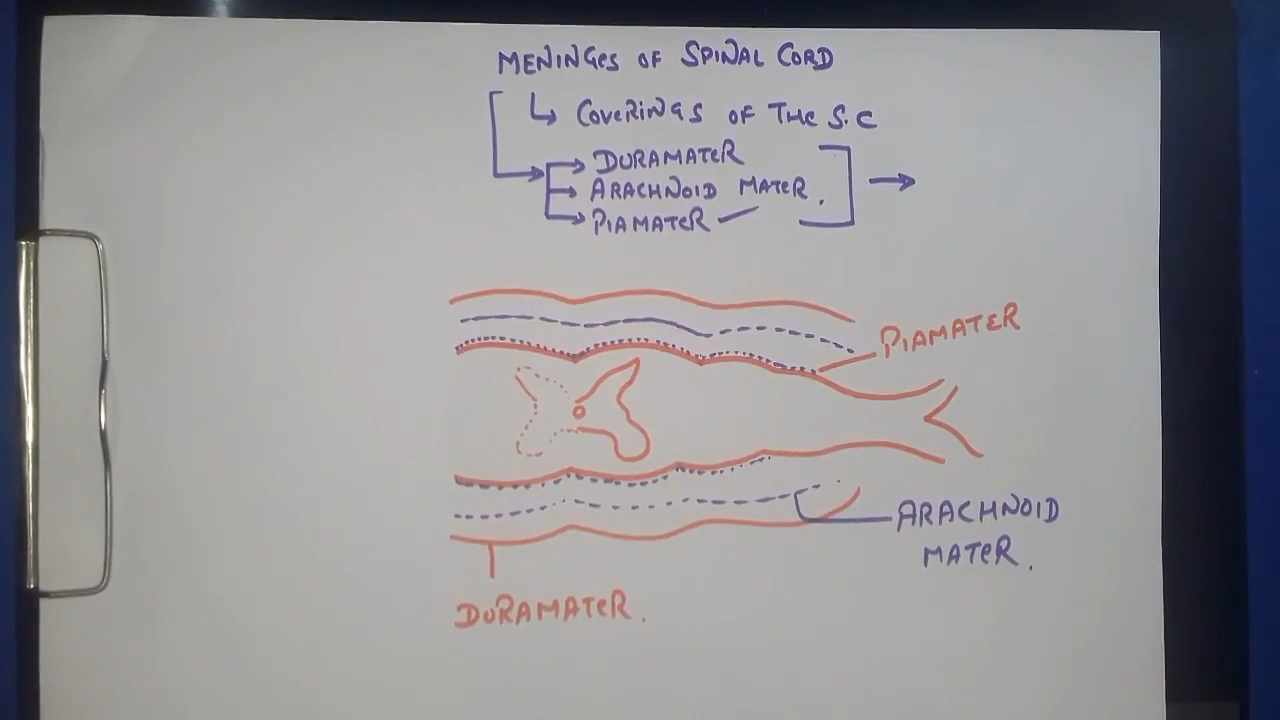 MENINGES OF SPINAL CORD
↳ COVERINGS OF THE S.C
→ DURAMATER
→ ARACHNOID MATER.
→ PIAMATER
PIAMATER
ARACHNOID
MATER.
DURAMATER.